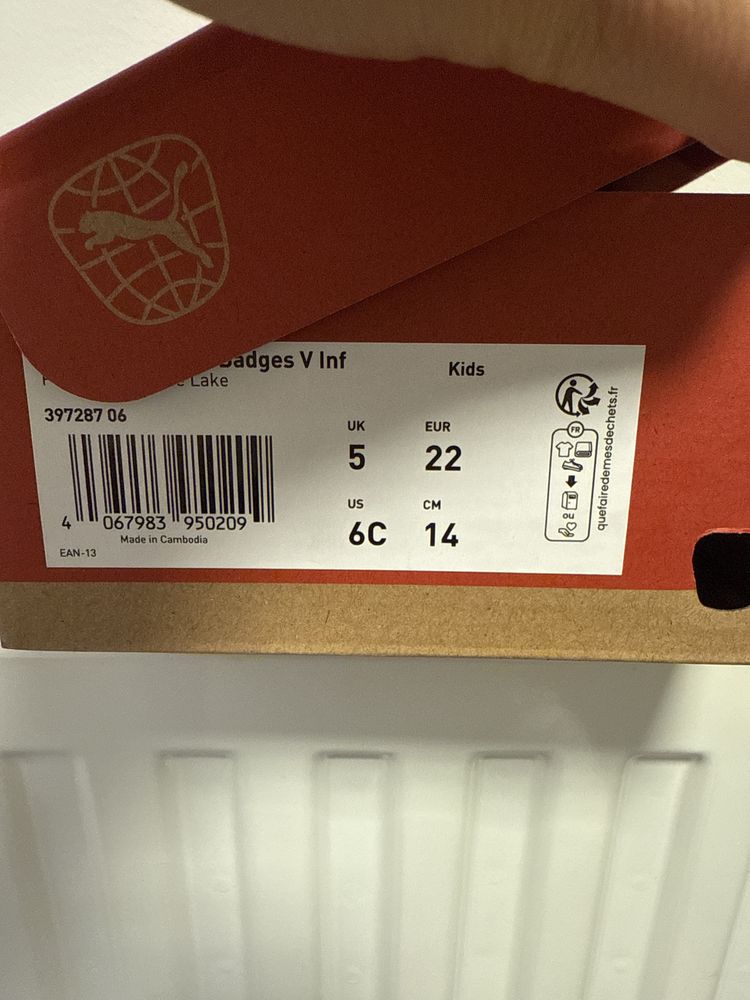 Badges V Inf
Lake
Kids
397287 06
UK
5
EUR
22
US
6C
CM
14
4 067983 950209
Made in Cambodia
EAN-13
FR
quefairedemesdechets.fr